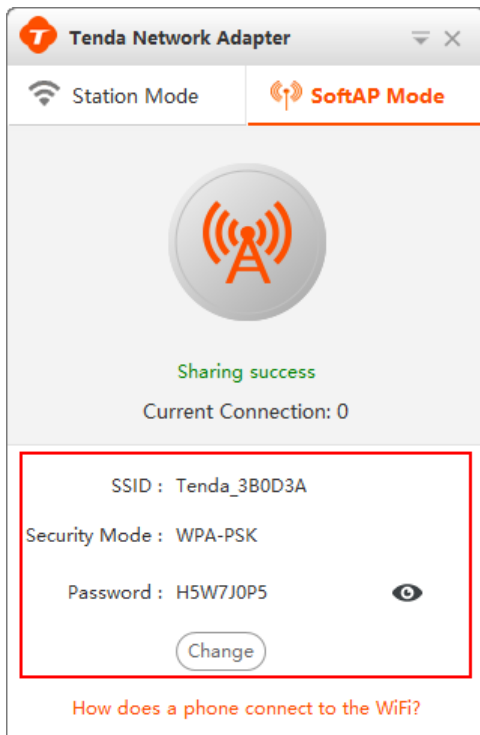 Tenda Network Adapter
Station Mode
SoftAP Mode
Sharing success
Current Connection: 0
SSID : Tenda_3B0D3A
Security Mode : WPA-PSK
Password : H5W7J0P5
Change
How does a phone connect to the WiFi?